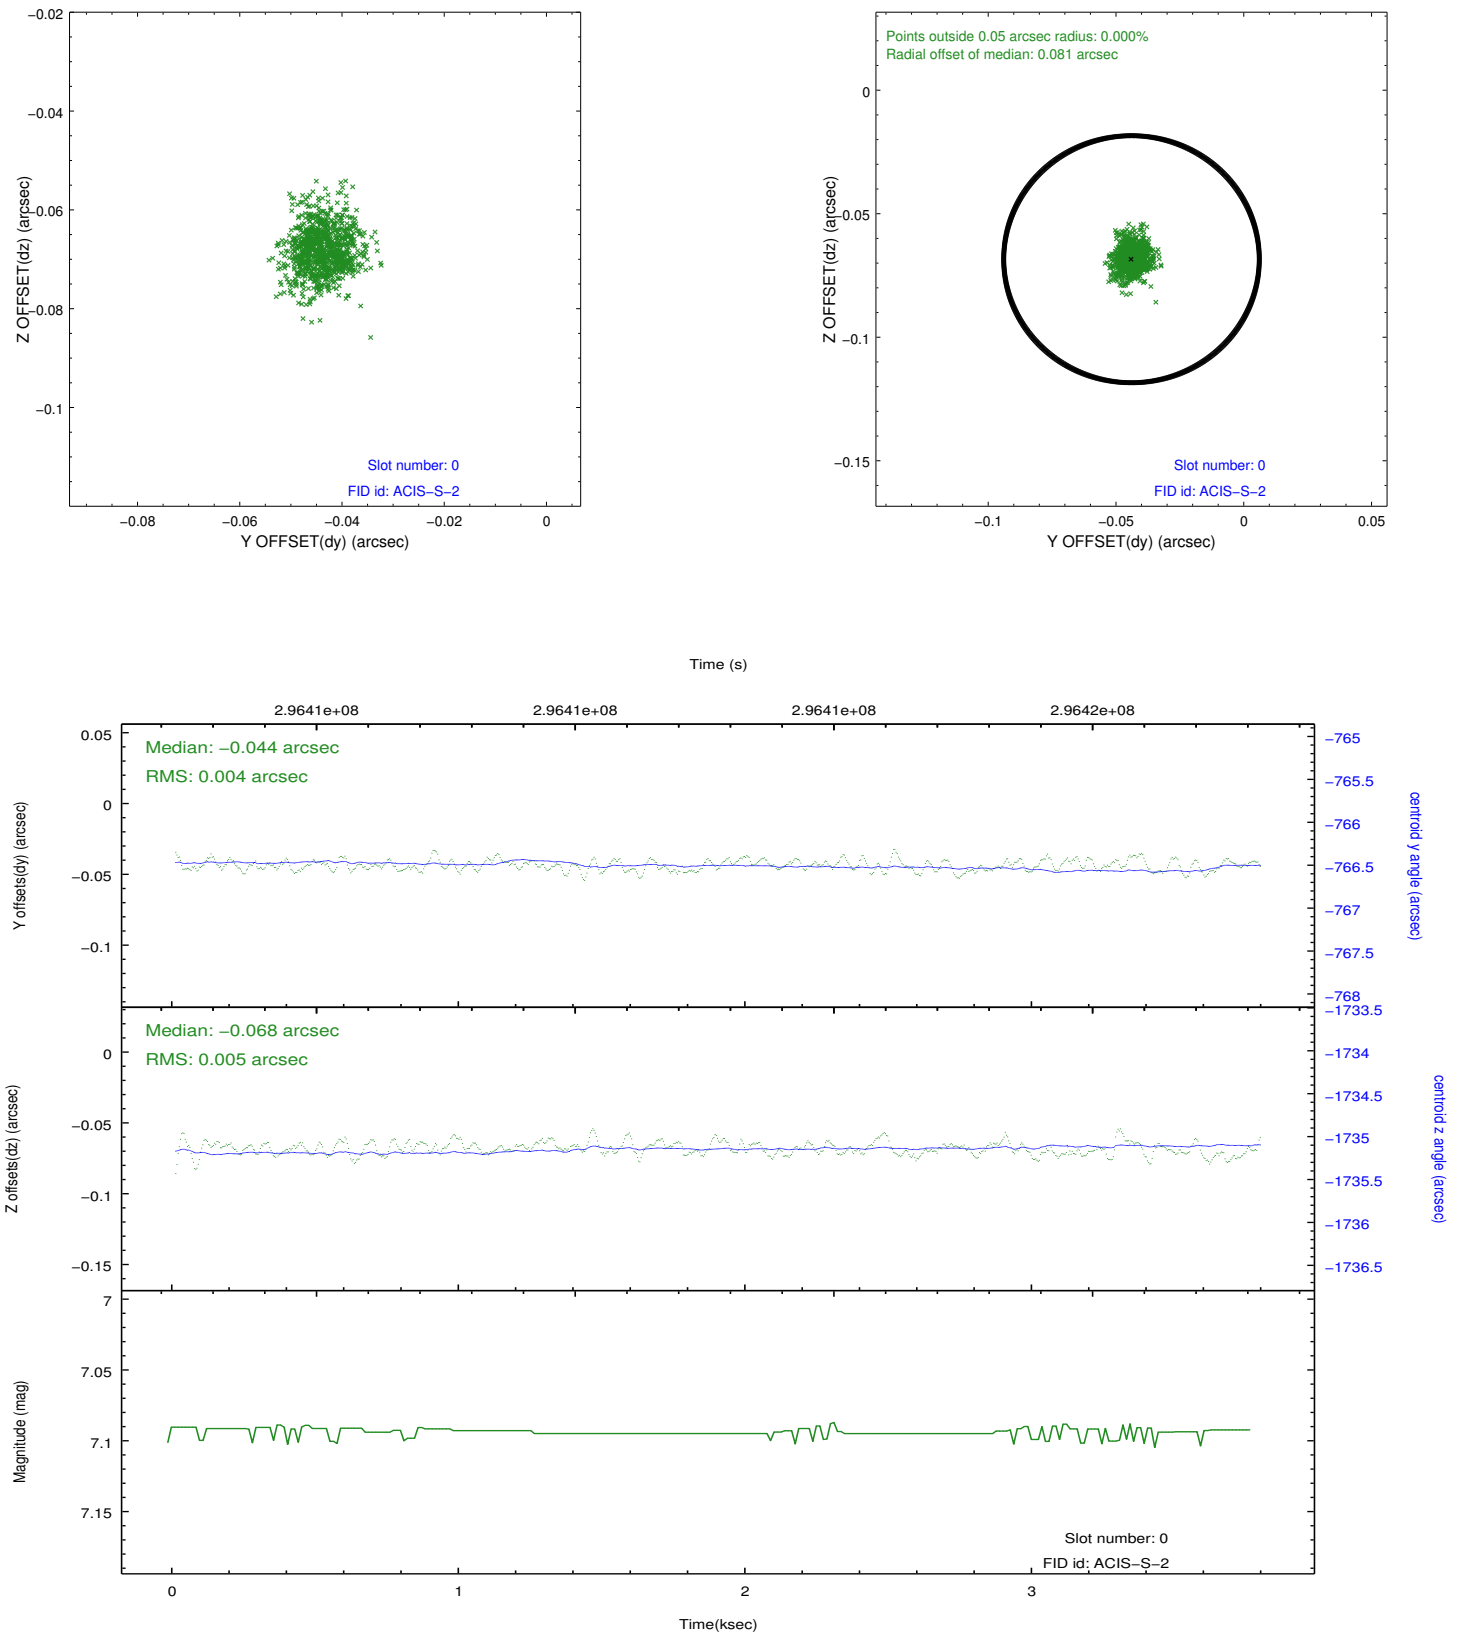 −0.02
−0.04
−0.06
−0.08
−0.1
Z OFFSET(dz) (arcsec)
Slot number: 0
FID id: ACIS−S−2
−0.08
−0.06
−0.04
−0.02
0
Y OFFSET(dy) (arcsec)
Points outside 0.05 arcsec radius: 0.000%
Radial offset of median: 0.081 arcsec
0
−0.05
−0.1
−0.15
Z OFFSET(dz) (arcsec)
Slot number: 0
FID id: ACIS−S−2
−0.1
−0.05
0
0.05
Y OFFSET(dy) (arcsec)
Time (s)
2.9641e+08
2.9641e+08
2.9641e+08
2.9642e+08
Median: −0.044 arcsec
RMS: 0.004 arcsec
0.05
0
−0.05
−0.1
Y offsets(dy) (arcsec)
−765
−765.5
−766
−766.5
−767
−767.5
−768
centroid y angle (arcsec)
Median: −0.068 arcsec
RMS: 0.005 arcsec
0
−0.05
−0.1
−0.15
Z offsets(dz) (arcsec)
−1733.5
−1734
−1734.5
−1735
−1735.5
−1736
−1736.5
centroid z angle (arcsec)
7
7.05
7.1
7.15
Magnitude (mag)
Slot number: 0
FID id: ACIS−S−2
0
1
2
3
Time(ksec)